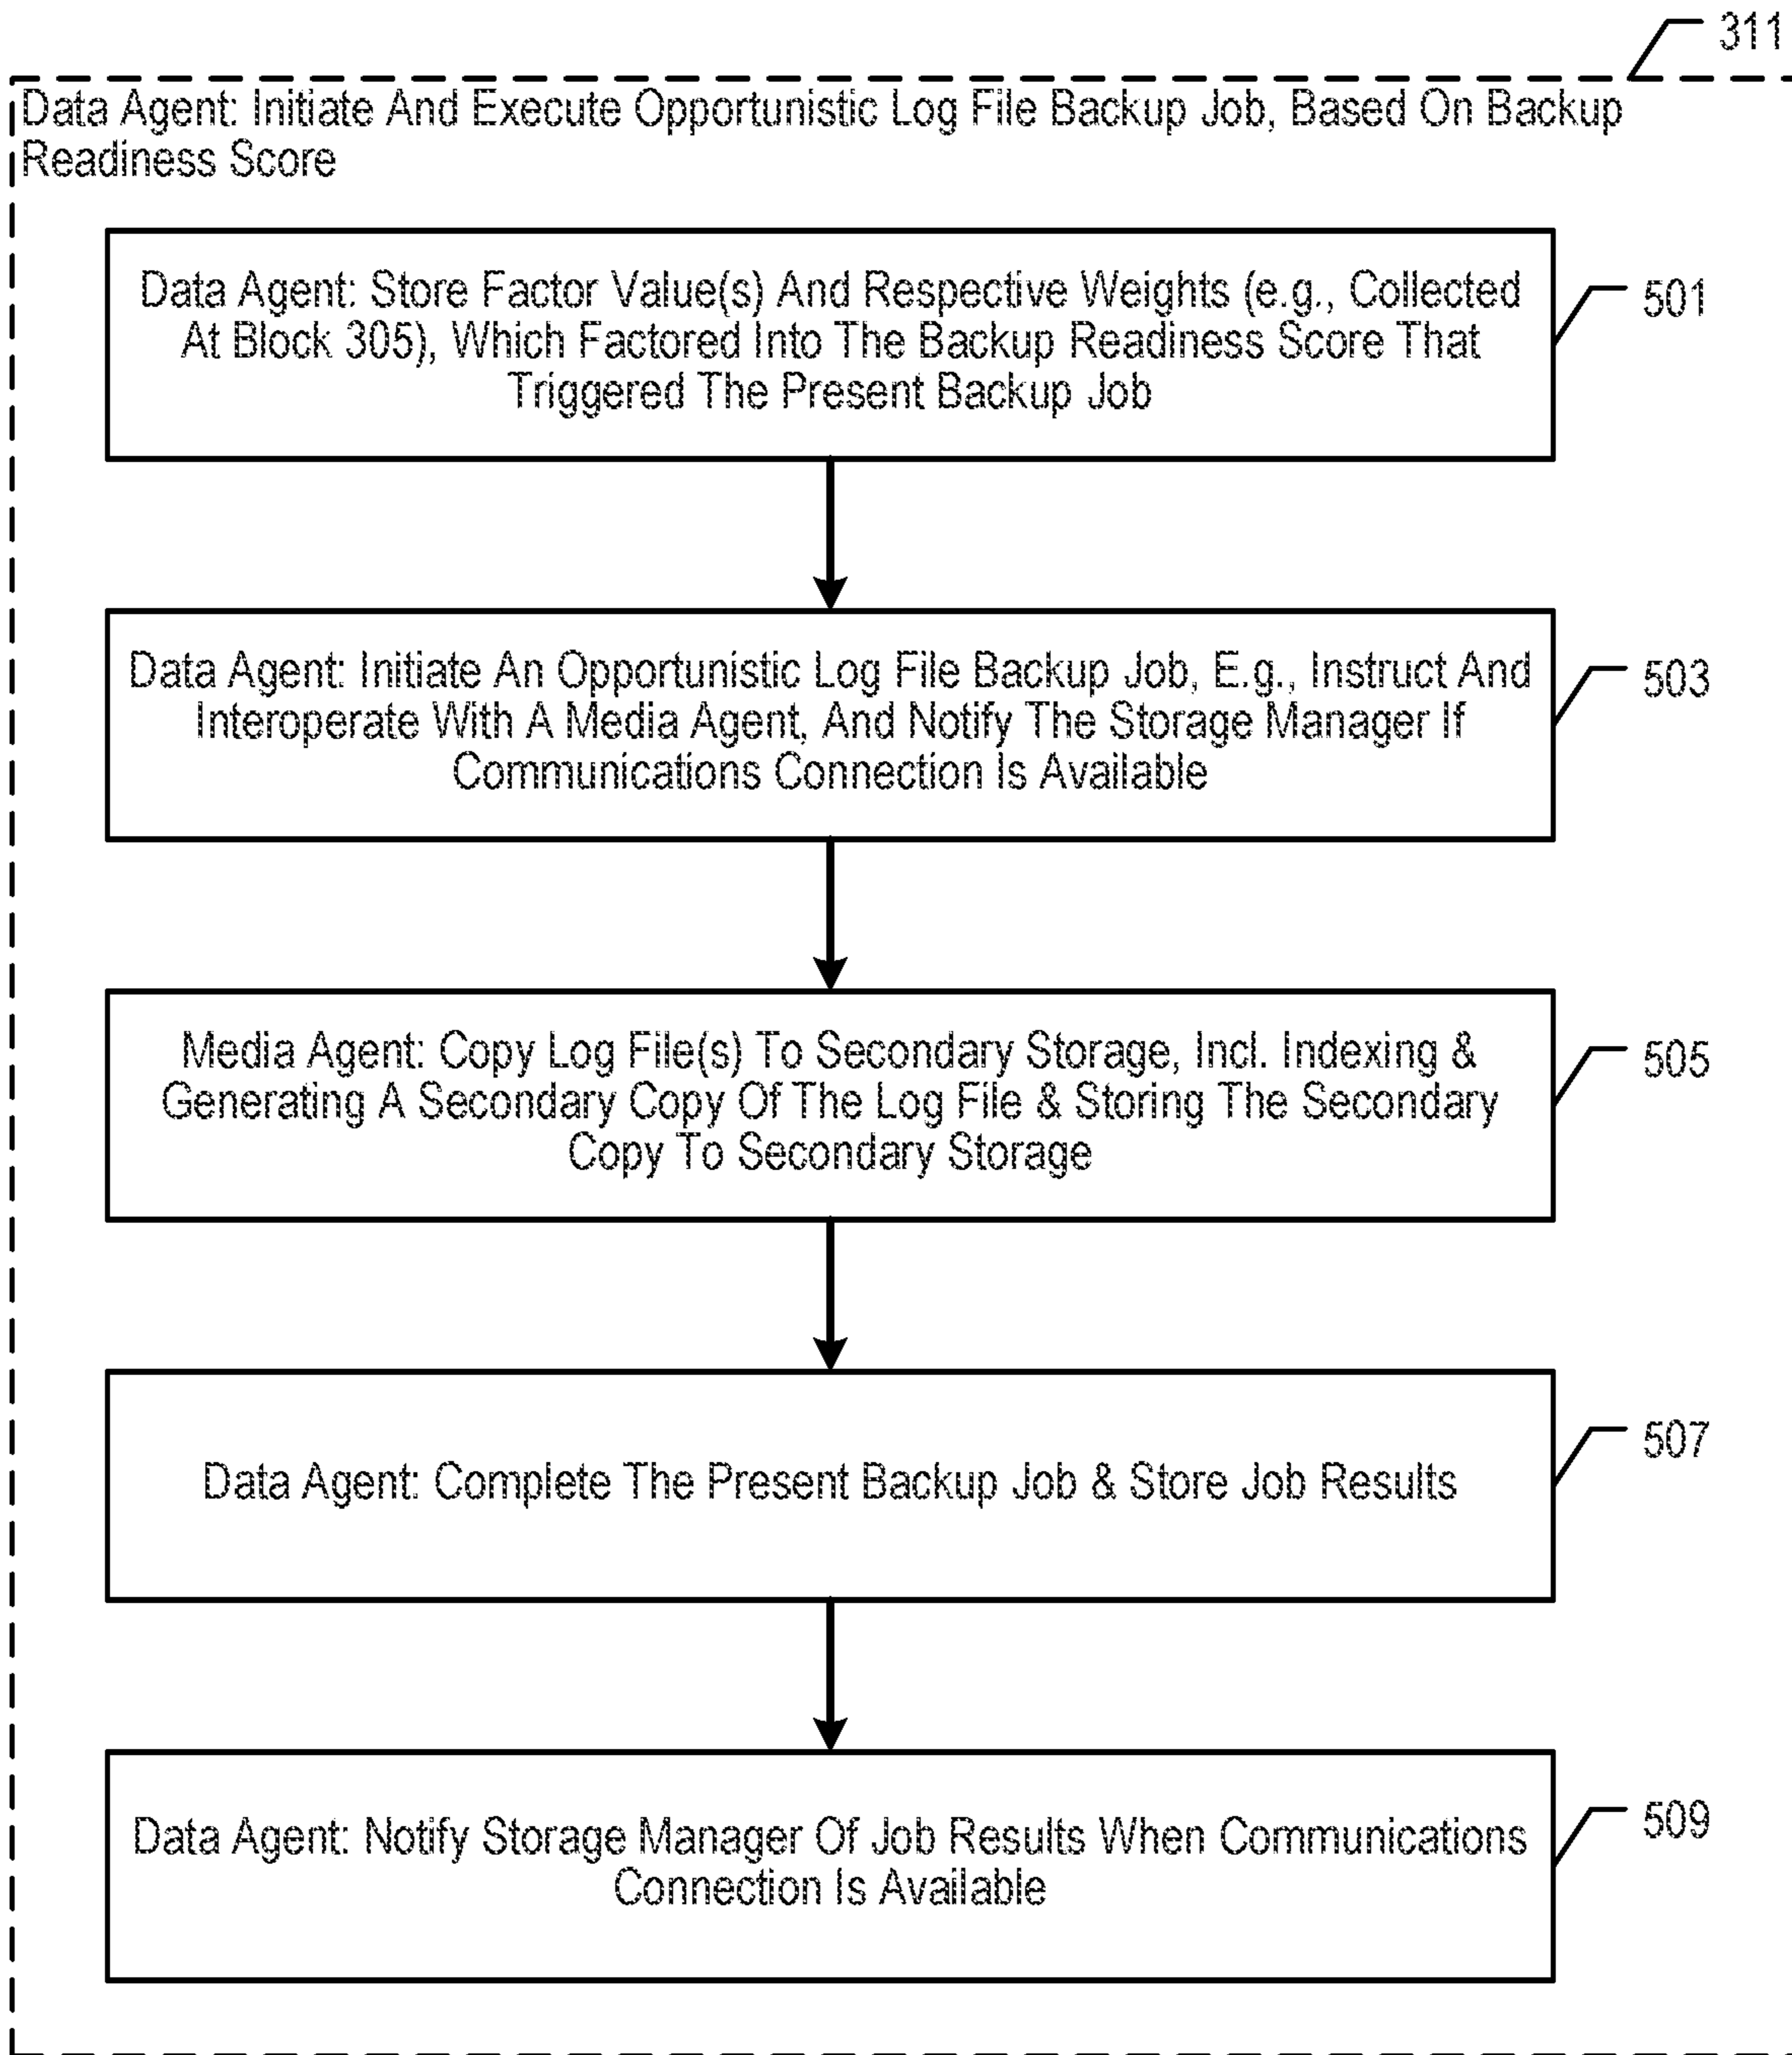 311
Data Agent: Initiate And Execute Opportunistic Log File Backup Job, Based On Backup
Readiness Score
Data Agent: Store Factor Value(s) And Respective Weights (e.g., Collected
At Block 305), Which Factored Into The Backup Readiness Score That
Triggered The Present Backup Job
501
Data Agent: Initiate An Opportunistic Log File Backup Job, E.g., Instruct And
Interoperate With A Media Agent, And Notify The Storage Manager If
Communications Connection Is Available
503
Media Agent: Copy Log File(s) To Secondary Storage, Incl. Indexing &
Generating A Secondary Copy Of The Log File & Storing The Secondary
Copy To Secondary Storage
505
Data Agent: Complete The Present Backup Job & Store Job Results
507
Data Agent: Notify Storage Manager Of Job Results When Communications
Connection Is Available
509